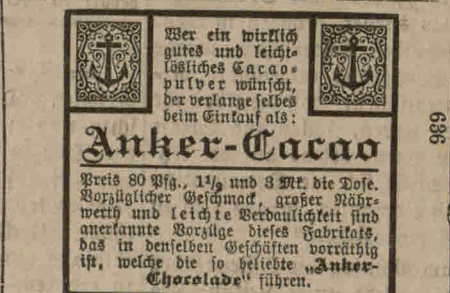 Wer ein wirklich
gutes und leicht-
lösliches Cacao-
pulver wünscht,
der verlange selbes
beim Einkauf als:
Anker-Cacao
Preis 80 Pfg., 1½ und 3 Mk. die Dose.
Vorzüglicher Geschmack, großer Nähr-
werth und leichte Verdaulichkeit sind
anerkannte Vorzüge dieses Fabrikats,
das in denselben Geschäften vorräthig
ist, welche die so beliebte „Anker-
Chocolade“ führen.
939